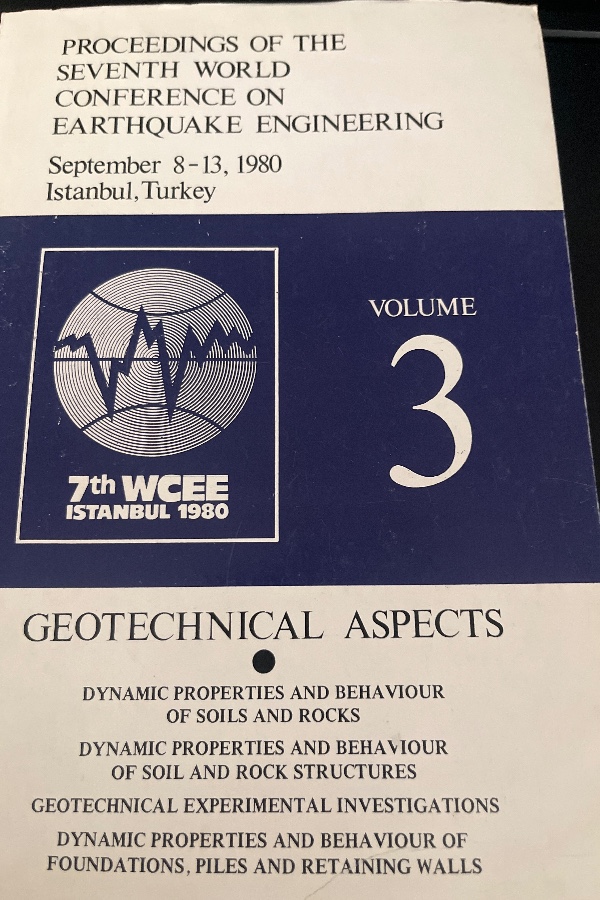 PROCEEDINGS OF THE
SEVENTH WORLD
CONFERENCE ON
EARTHQUAKE ENGINEERING
September 8-13, 1980
Istanbul, Turkey
VOLUME
3
7th WCEE
ISTANBUL 1980
GEOTECHNICAL ASPECTS
DYNAMIC PROPERTIES AND BEHAVIOUR
OF SOILS AND ROCKS
DYNAMIC PROPERTIES AND BEHAVIOUR
OF SOIL AND ROCK STRUCTURES
GEOTECHNICAL EXPERIMENTAL INVESTIGATIONS
DYNAMIC PROPERTIES AND BEHAVIOUR OF
FOUNDATIONS, PILES AND RETAINING WALLS